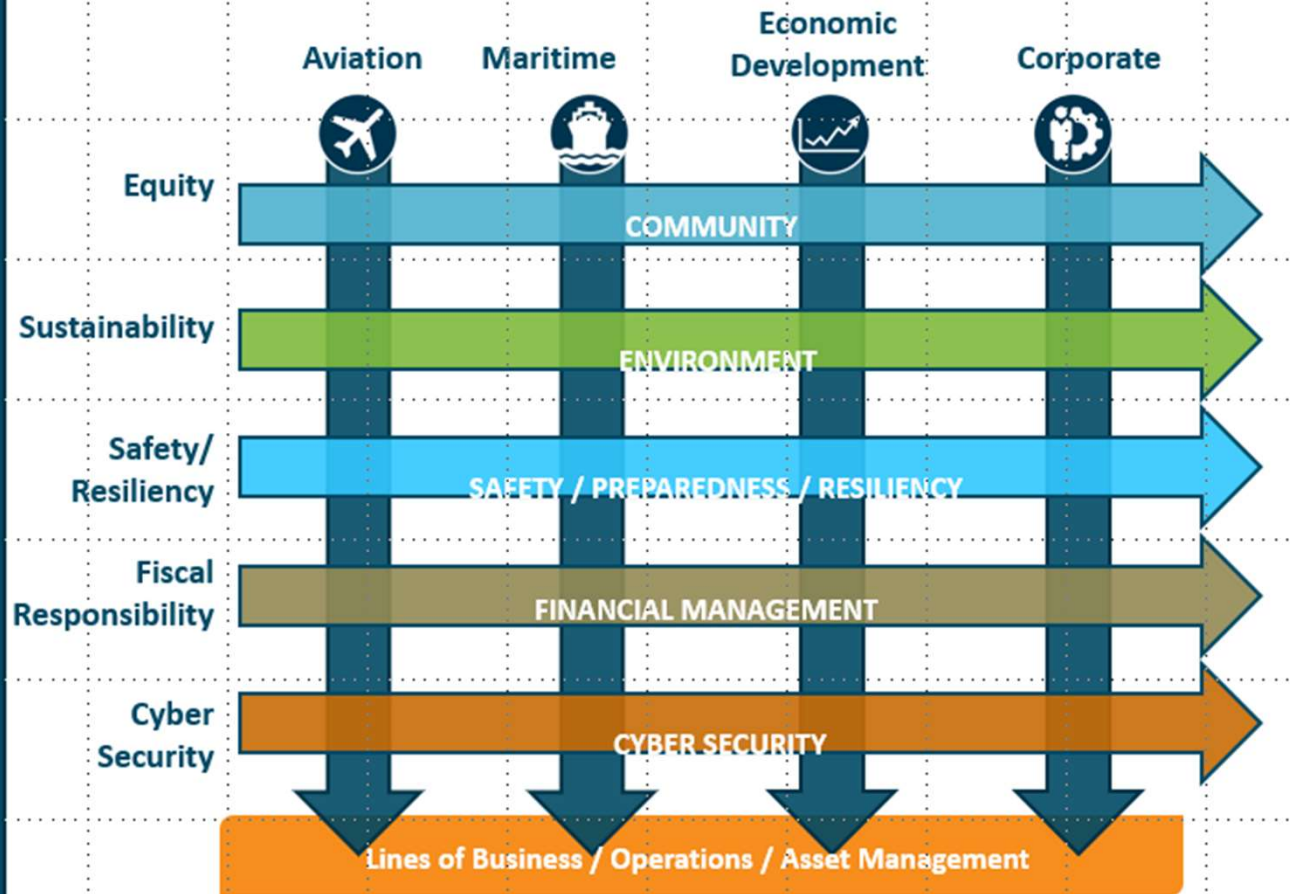 Aviation
Maritime
Economic
Development
Corporate
Equity
COMMUNITY
Sustainability
ENVIRONMENT
Safety/
Resiliency
SAFETY / PREPAREDNESS / RESILIENCY
Fiscal
Responsibility
FINANCIAL MANAGEMENT
Cyber
Security
CYBER SECURITY
Lines of Business / Operations / Asset Management